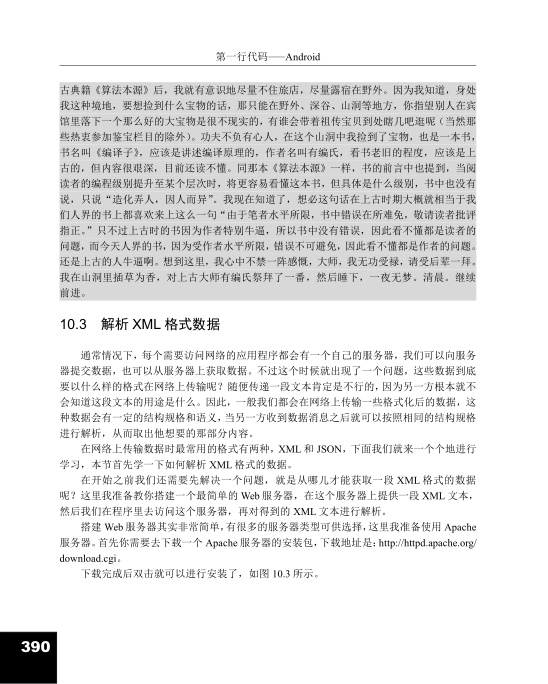 第一行代码——Android
古典籍《算法本源》后，我就有意识地尽量不住旅店，尽量露宿在野外。因为我知道，身处
我这种境地，要想捡到什么宝物的话，那只能在野外、深谷、山洞等地方，你指望别人在宾
馆里落下一个那么好的大宝物是很不现实的，有谁会带着祖传宝贝到处瞎几吧逛呢（当然那
些热衷参加鉴宝栏目的除外）。功夫不负有心人，在这个山洞中我捡到了宝物，也是一本书，
书名叫《编译子》，应该是讲述编译原理的，作者名叫有编氏，看书老旧的程度，应该是上
古的，但内容很艰深，目前还读不懂。同那本《算法本源》一样，书的前言中也提到，当阅
读者的编程级别提升至某个层次时，将更容易看懂这本书，但具体是什么级别，书中也没有
说，只说“造化弄人，因人而异”。我现在知道了，想必这句话在上古时期大概就相当于我
们人界的书上都喜欢来上这么一句“由于笔者水平所限，书中错误在所难免，敬请读者批评
指正。”只不过上古时的书因为作者特别牛逼，所以书中没有错误，因此看不懂都是读者的
问题，而今天人界的书，因为受作者水平所限，错误不可避免，因此看不懂都是作者的问题。
还是上古的人牛逼啊。想到这里，我心中不禁一阵感慨，大师，我无功受禄，请受后辈一拜。
我在山洞里插草为香，对上古大师有编氏祭拜了一番，然后睡下，一夜无梦。清晨。继续
前进。
10.3 解析 XML 格式数据
通常情况下，每个需要访问网络的应用程序都会有一个自己的服务器，我们可以向服务
器提交数据，也可以从服务器上获取数据。不过这个时候就出现了一个问题，这些数据到底
要以什么样的格式在网络上传输呢？随便传递一段文本肯定是不行的，因为另一方根本就不
会知道这段文本的用途是什么。因此，一般我们都会在网络上传输一些格式化后的数据，这
种数据会有一定的结构规格和语义，当另一方收到数据消息之后就可以按照相同的结构规格
进行解析，从而取出他想要的那部分内容。
在网络上传输数据时最常用的格式有两种，XML 和 JSON，下面我们就来一个个地进行
学习，本节首先学一下如何解析 XML 格式的数据。
在开始之前我们还需要先解决一个问题，就是从哪儿才能获取一段 XML 格式的数据
呢？这里我准备教你搭建一个最简单的 Web 服务器，在这个服务器上提供一段 XML 文本，
然后我们在程序里去访问这个服务器，再对得到的 XML 文本进行解析。
搭建 Web 服务器其实非常简单，有很多的服务器类型可供选择，这里我准备使用 Apache
服务器。首先你需要去下载一个 Apache 服务器的安装包，下载地址是：http://httpd.apache.org/
download.cgi。
下载完成后双击就可以进行安装了，如图 10.3 所示。
390